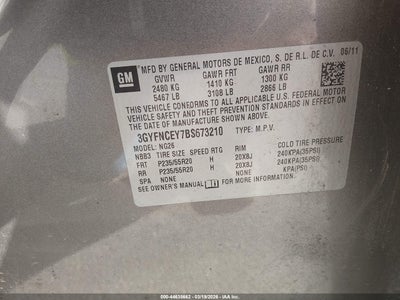 GM
MFD BY GENERAL MOTORS DE MEXICO, S. DE R.L. DE C.V. 06/11
GVWR GAWR FRT GAWR RR
2480 KG 1410 KG 1300 KG
5467 LB 3108 LB 2866 LB
THIS VEHICLE CONFORMS TO ALL APPLICABLE U.S. FEDERAL MOTOR
VEHICLE SAFETY AND THEFT PREVENTION STANDARDS IN EFFECT ON
THE DATE OF MANUFACTURE SHOWN ABOVE.
3GYFNCEY7BS673210 TYPE: M.P.V.
MODEL: NG26
NBB3 TIRE SIZE SPEED RTG RIM COLD TIRE PRESSURE
FRT P235/55R20 H 20X8J 240KPA(35PSI)
RR P235/55R20 H 20X8J 240KPA(35PSI)
SPA NONE NONE KPA(PSI)
SEE OWNER'S MANUAL FOR ADDITIONAL INFORMATION.
000-44635662 - 03/19/2026 - IAA Inc.